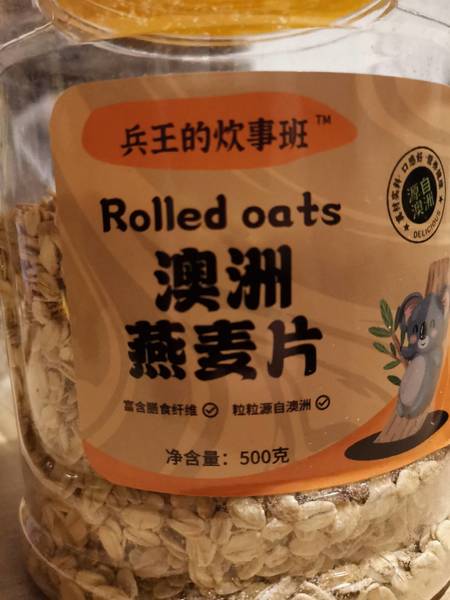 兵王的炊事班™
Rolled oats
澳洲
燕麦片
富含膳食纤维 粒粒源自澳洲
净含量：500克
源自
澳洲
DELICIOUS